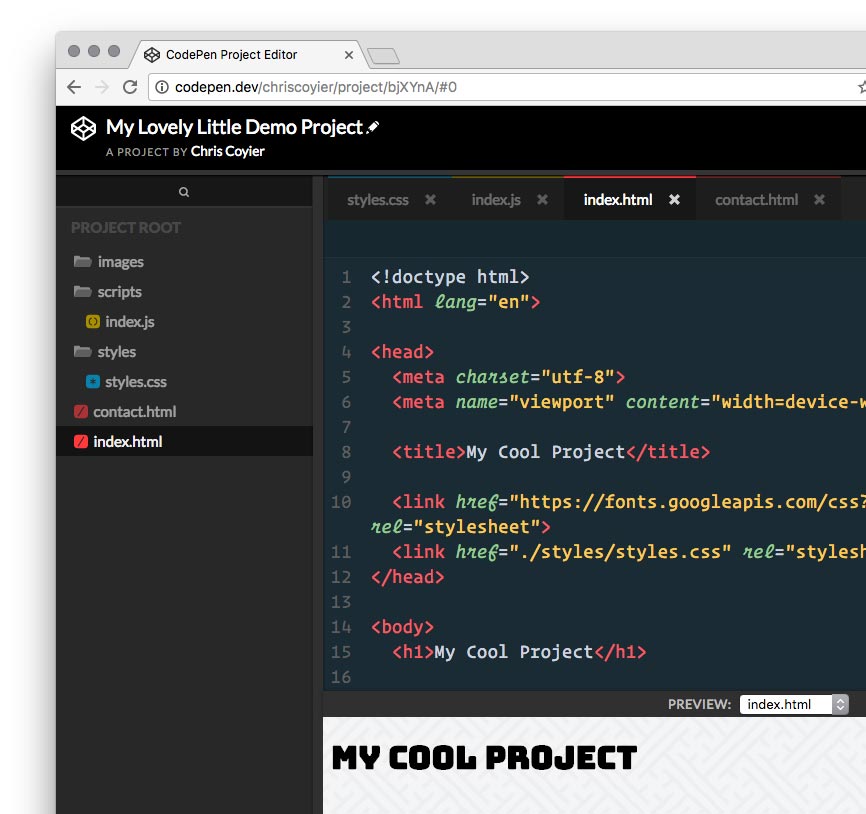 CodePen Project Editor
codepen.dev/chriscoyier/project/bjXYnA/#0
My Lovely Little Demo Project
A PROJECT BY Chris Coyier
styles.css index.js index.html contact.html
PROJECT ROOT
images
scripts
index.js
styles
styles.css
contact.html
index.html
1 <!doctype html>
2 <html lang="en">
3
4 <head>
5 <meta charset="utf-8">
6 <meta name="viewport" content="width=device-w
7
8 <title>My Cool Project</title>
9
10 <link href="https://fonts.googleapis.com/css?
rel="stylesheet">
11 <link href="./styles/styles.css" rel="stylesh
12 </head>
13
14 <body>
15 <h1>My Cool Project</h1>
16
PREVIEW: index.html
MY COOL PROJECT